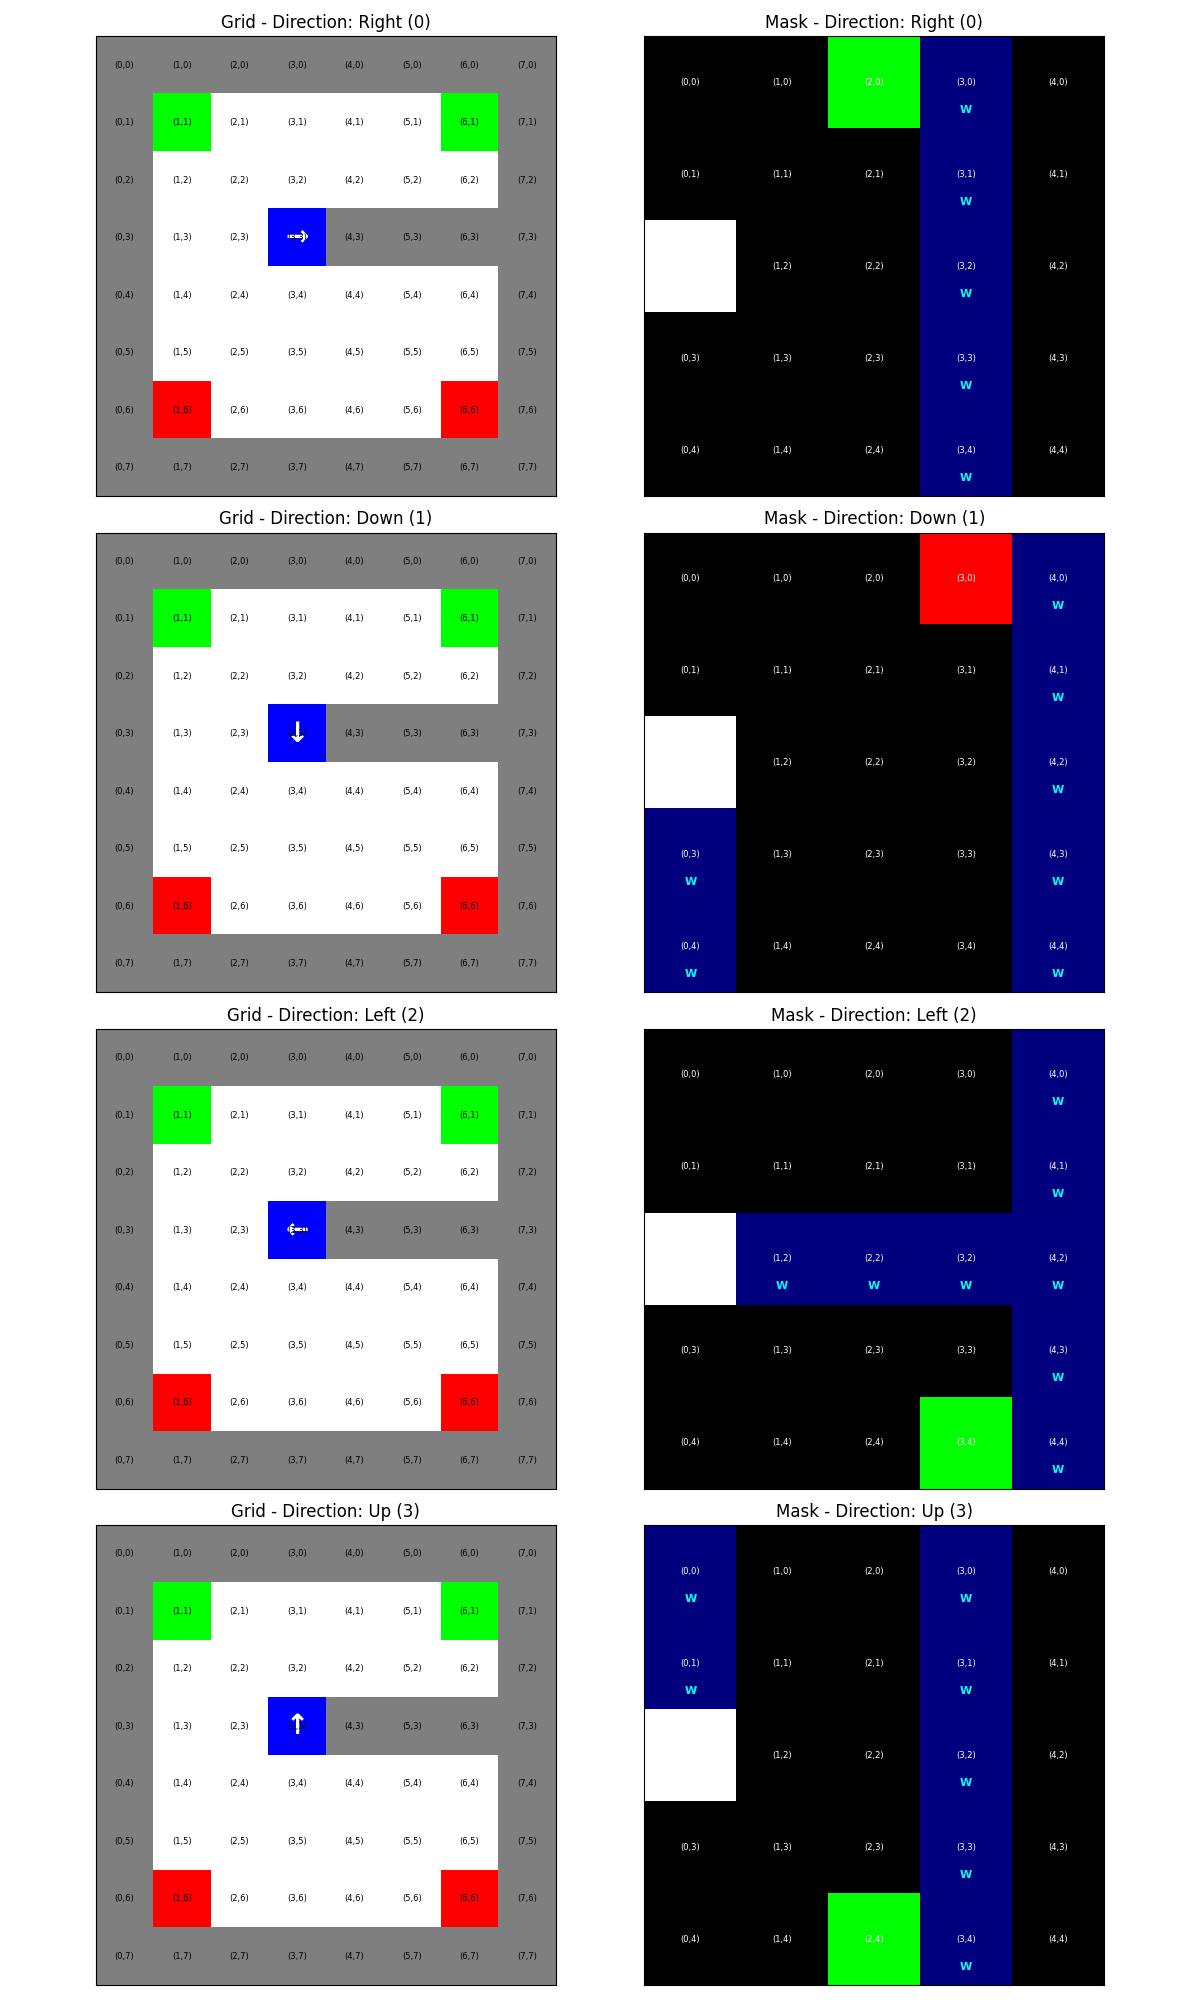 Grid - Direction: Right (0)
(0,0) (1,0) (2,0) (3,0) (4,0) (5,0) (6,0) (7,0)
(0,1) (1,1) (2,1) (3,1) (4,1) (5,1) (6,1) (7,1)
(0,2) (1,2) (2,2) (3,2) (4,2) (5,2) (6,2) (7,2)
(0,3) (1,3) (2,3) → (4,3) (5,3) (6,3) (7,3)
(0,4) (1,4) (2,4) (3,4) (4,4) (5,4) (6,4) (7,4)
(0,5) (1,5) (2,5) (3,5) (4,5) (5,5) (6,5) (7,5)
(0,6) (1,6) (2,6) (3,6) (4,6) (5,6) (6,6) (7,6)
(0,7) (1,7) (2,7) (3,7) (4,7) (5,7) (6,7) (7,7)
Mask - Direction: Right (0)
(0,0) (1,0) (2,0) (3,0) (4,0)
W
(0,1) (1,1) (2,1) (3,1) (4,1)
W
(1,2) (2,2) (3,2) (4,2)
W
(0,3) (1,3) (2,3) (3,3) (4,3)
W
(0,4) (1,4) (2,4) (3,4) (4,4)
W
Grid - Direction: Down (1)
(0,0) (1,0) (2,0) (3,0) (4,0) (5,0) (6,0) (7,0)
(0,1) (1,1) (2,1) (3,1) (4,1) (5,1) (6,1) (7,1)
(0,2) (1,2) (2,2) (3,2) (4,2) (5,2) (6,2) (7,2)
(0,3) (1,3) (2,3) ↓ (4,3) (5,3) (6,3) (7,3)
(0,4) (1,4) (2,4) (3,4) (4,4) (5,4) (6,4) (7,4)
(0,5) (1,5) (2,5) (3,5) (4,5) (5,5) (6,5) (7,5)
(0,6) (1,6) (2,6) (3,6) (4,6) (5,6) (6,6) (7,6)
(0,7) (1,7) (2,7) (3,7) (4,7) (5,7) (6,7) (7,7)
Mask - Direction: Down (1)
(0,0) (1,0) (2,0) (3,0) (4,0)
W
(0,1) (1,1) (2,1) (3,1) (4,1)
W
(1,2) (2,2) (3,2) (4,2)
W
(0,3) (1,3) (2,3) (3,3) (4,3)
W W
(0,4) (1,4) (2,4) (3,4) (4,4)
W W
Grid - Direction: Left (2)
(0,0) (1,0) (2,0) (3,0) (4,0) (5,0) (6,0) (7,0)
(0,1) (1,1) (2,1) (3,1) (4,1) (5,1) (6,1) (7,1)
(0,2) (1,2) (2,2) (3,2) (4,2) (5,2) (6,2) (7,2)
(0,3) (1,3) (2,3) ← (4,3) (5,3) (6,3) (7,3)
(0,4) (1,4) (2,4) (3,4) (4,4) (5,4) (6,4) (7,4)
(0,5) (1,5) (2,5) (3,5) (4,5) (5,5) (6,5) (7,5)
(0,6) (1,6) (2,6) (3,6) (4,6) (5,6) (6,6) (7,6)
(0,7) (1,7) (2,7) (3,7) (4,7) (5,7) (6,7) (7,7)
Mask - Direction: Left (2)
(0,0) (1,0) (2,0) (3,0) (4,0)
W
(0,1) (1,1) (2,1) (3,1) (4,1)
W
(1,2) (2,2) (3,2) (4,2)
W W W W
(0,3) (1,3) (2,3) (3,3) (4,3)
W
(0,4) (1,4) (2,4) (3,4) (4,4)
W
Grid - Direction: Up (3)
(0,0) (1,0) (2,0) (3,0) (4,0) (5,0) (6,0) (7,0)
(0,1) (1,1) (2,1) (3,1) (4,1) (5,1) (6,1) (7,1)
(0,2) (1,2) (2,2) (3,2) (4,2) (5,2) (6,2) (7,2)
(0,3) (1,3) (2,3) ↑ (4,3) (5,3) (6,3) (7,3)
(0,4) (1,4) (2,4) (3,4) (4,4) (5,4) (6,4) (7,4)
(0,5) (1,5) (2,5) (3,5) (4,5) (5,5) (6,5) (7,5)
(0,6) (1,6) (2,6) (3,6) (4,6) (5,6) (6,6) (7,6)
(0,7) (1,7) (2,7) (3,7) (4,7) (5,7) (6,7) (7,7)
Mask - Direction: Up (3)
(0,0) (1,0) (2,0) (3,0) (4,0)
W W
(0,1) (1,1) (2,1) (3,1) (4,1)
W W
(1,2) (2,2) (3,2) (4,2)
W
(0,3) (1,3) (2,3) (3,3) (4,3)
W
(0,4) (1,4) (2,4) (3,4) (4,4)
W